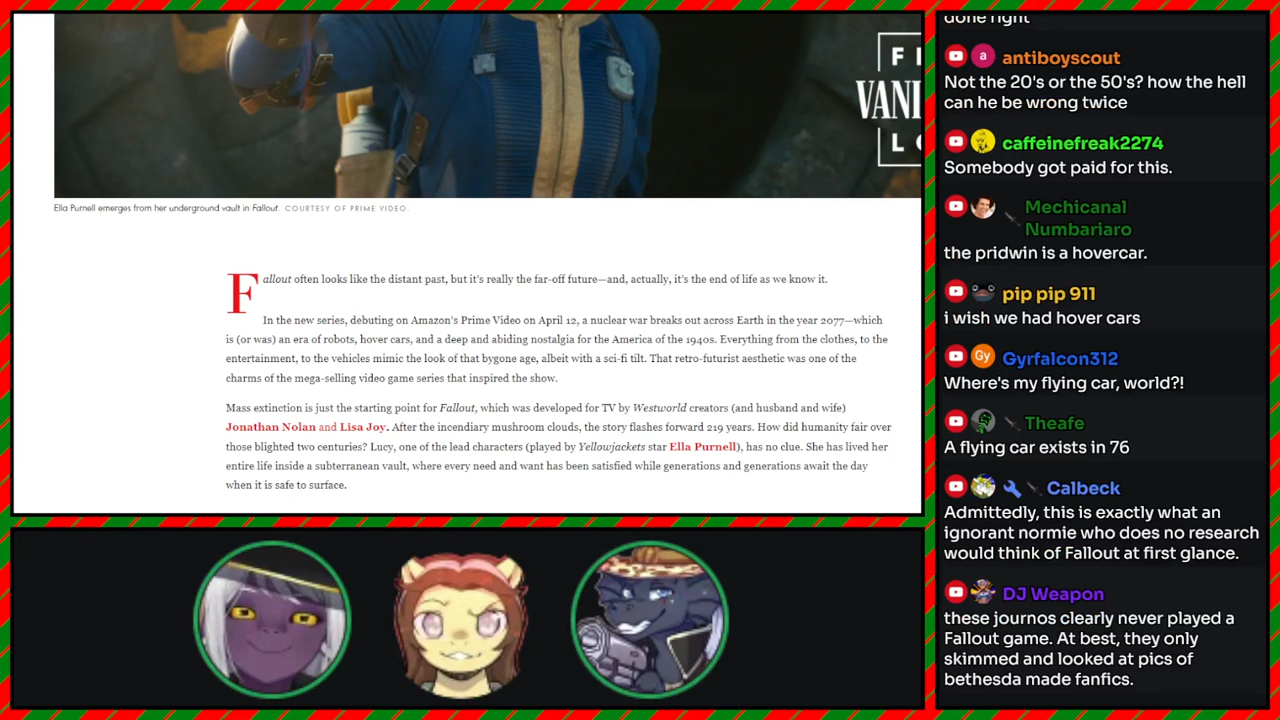 F
VANI
L
Ella Purnell emerges from her underground vault in Fallout. COURTESY OF PRIME VIDEO.
Fallout often looks like the distant past, but it's really the far-off future—and, actually, it's the end of life as we know it.
In the new series, debuting on Amazon's Prime Video on April 12, a nuclear war breaks out across Earth in the year 2077—which
is (or was) an era of robots, hover cars, and a deep and abiding nostalgia for the America of the 1940s. Everything from the clothes, to the
entertainment, to the vehicles mimic the look of that bygone age, albeit with a sci-fi tilt. That retro-futurist aesthetic was one of the
charms of the mega-selling video game series that inspired the show.
Mass extinction is just the starting point for Fallout, which was developed for TV by Westworld creators (and husband and wife)
Jonathan Nolan and Lisa Joy. After the incendiary mushroom clouds, the story flashes forward 219 years. How did humanity fair over
those blighted two centuries? Lucy, one of the lead characters (played by Yellowjackets star Ella Purnell), has no clue. She has lived her
entire life inside a subterranean vault, where every need and want has been satisfied while generations and generations await the day
when it is safe to surface.
done right
a antiboyscout
Not the 20's or the 50's? how the hell
can he be wrong twice
caffeinefreak2274
Somebody got paid for this.
Mechicanal
Numbariaro
the pridwin is a hovercar.
pip pip 911
i wish we had hover cars
Gy Gyrfalcon312
Where's my flying car, world?!
Theafe
A flying car exists in 76
Calbeck
Admittedly, this is exactly what an
ignorant normie who does no research
would think of Fallout at first glance.
DJ Weapon
these journos clearly never played a
Fallout game. At best, they only
skimmed and looked at pics of
bethesda made fanfics.